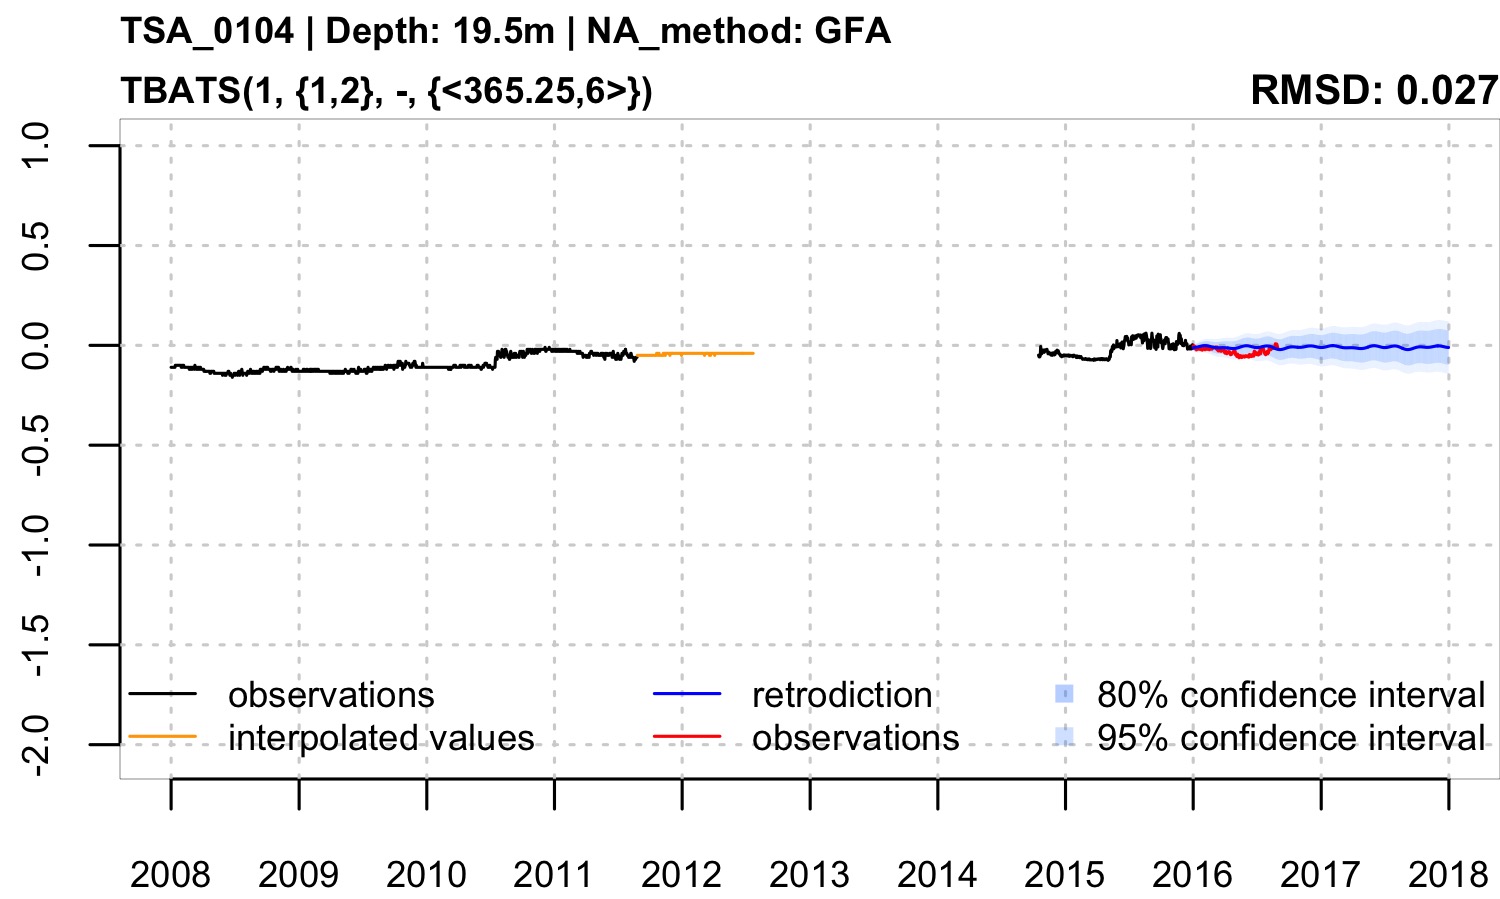 TSA_0104 | Depth: 19.5m | NA_method: GFA
TBATS(1, {1,2}, -, {<365.25,6>})
RMSD: 0.027
1.0
0.5
0.0
-0.5
-1.0
-1.5
-2.0
observations
retrodiction
80% confidence interval
interpolated values
observations
95% confidence interval
2008 2009 2010 2011 2012 2013 2014 2015 2016 2017 2018